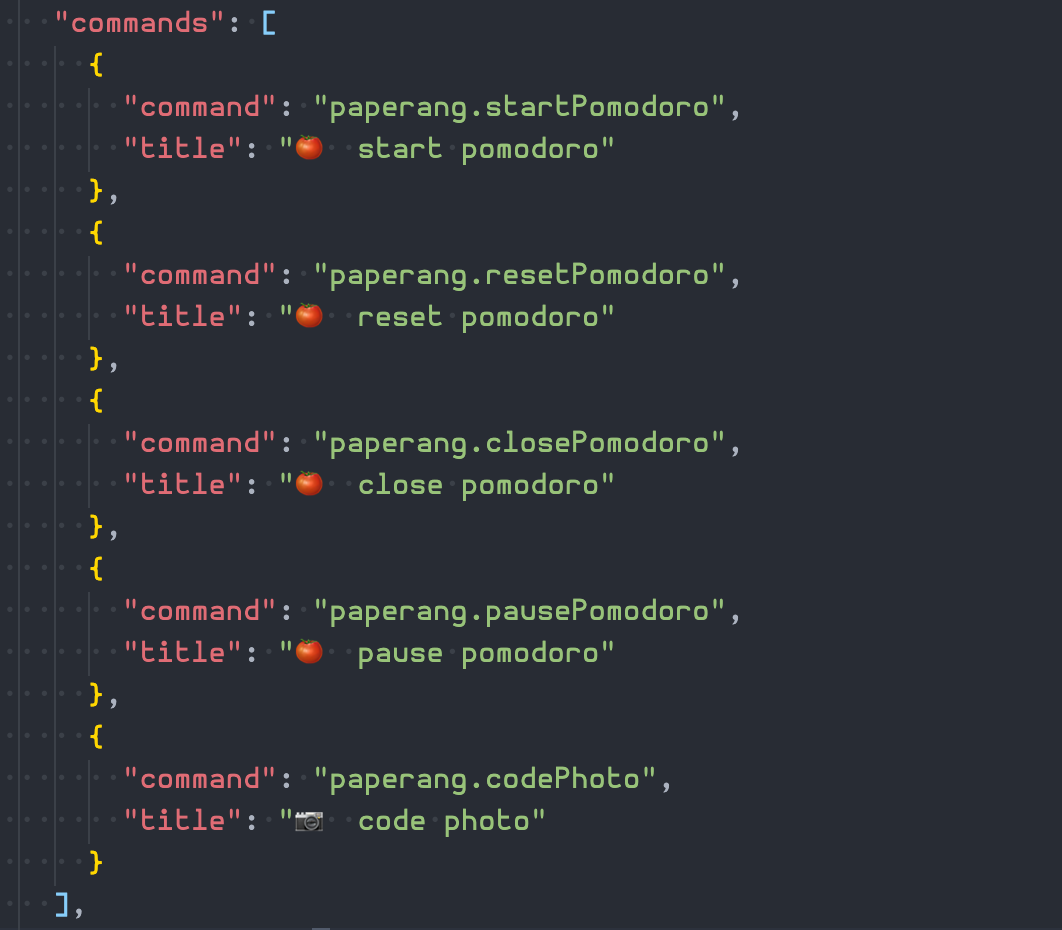 "commands": [
{
"command": "paperang.startPomodoro",
"title": "🍅  start pomodoro"
},
{
"command": "paperang.resetPomodoro",
"title": "🍅  reset pomodoro"
},
{
"command": "paperang.closePomodoro",
"title": "🍅  close pomodoro"
},
{
"command": "paperang.pausePomodoro",
"title": "🍅  pause pomodoro"
},
{
"command": "paperang.codePhoto",
"title": "📷  code photo"
}
],